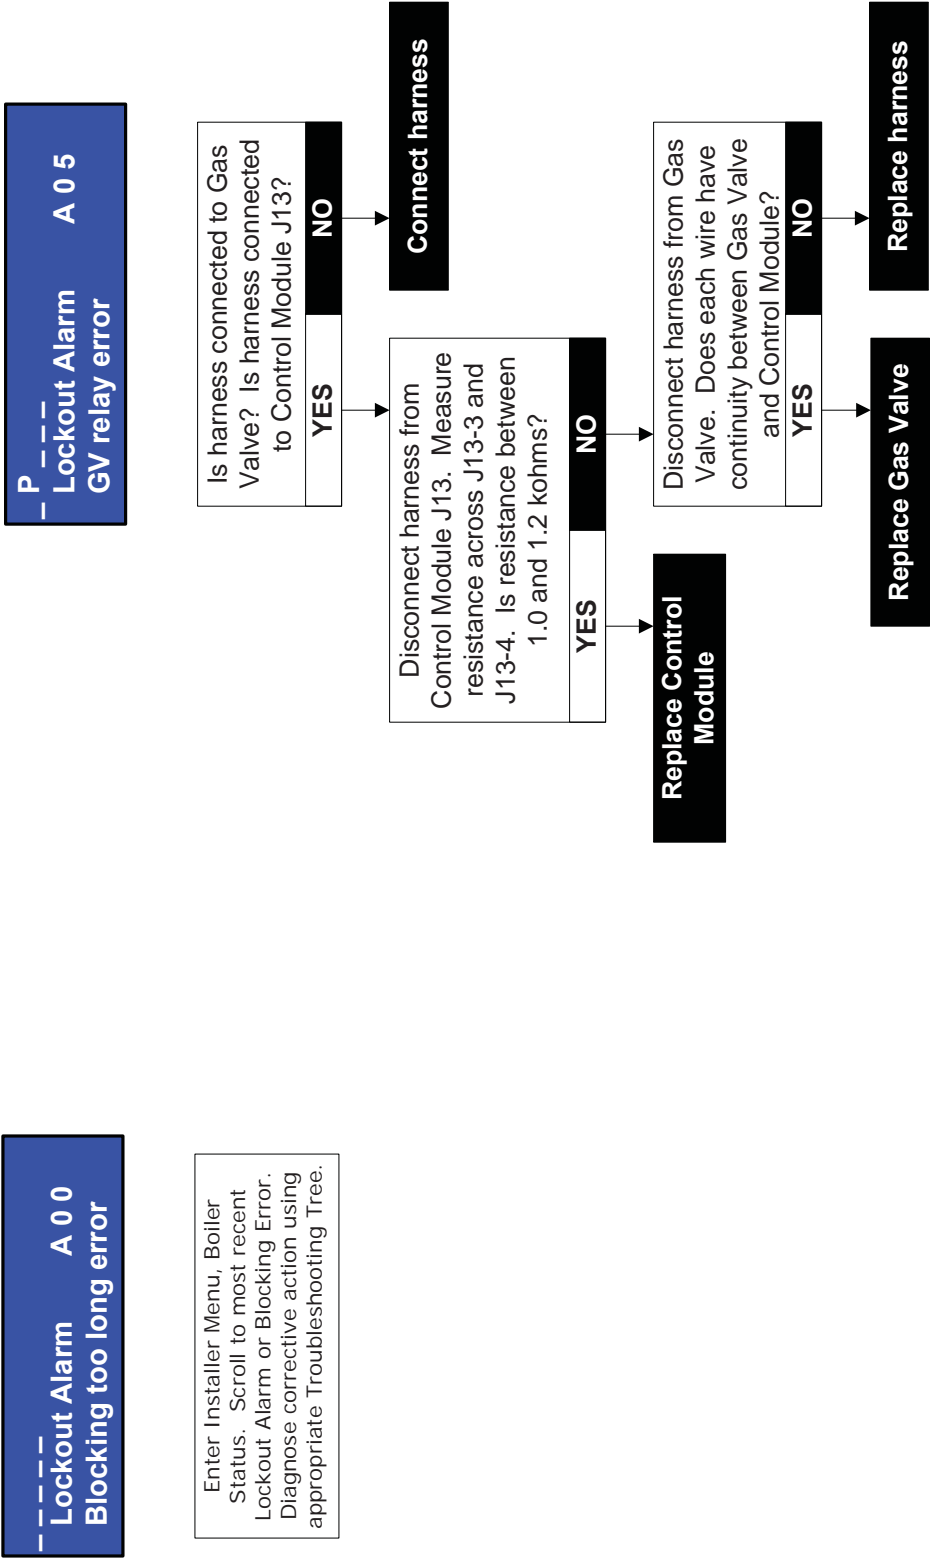 _ _ _ _ _
Lockout Alarm A 0 0
Blocking too long error
Enter Installer Menu, Boiler
Status. Scroll to most recent
Lockout Alarm or Blocking Error.
Diagnose corrective action using
appropriate Troubleshooting Tree.
_ P _ _ _
Lockout Alarm A 0 5
GV relay error
Is harness connected to Gas
Valve? Is harness connected
to Control Module J13?
YES NO
Connect harness
Disconnect harness from
Control Module J13. Measure
resistance across J13-3 and
J13-4. Is resistance between
1.0 and 1.2 kohms?
YES NO
Replace Control
Module
Disconnect harness from Gas
Valve. Does each wire have
continuity between Gas Valve
and Control Module?
YES NO
Replace Gas Valve
Replace harness